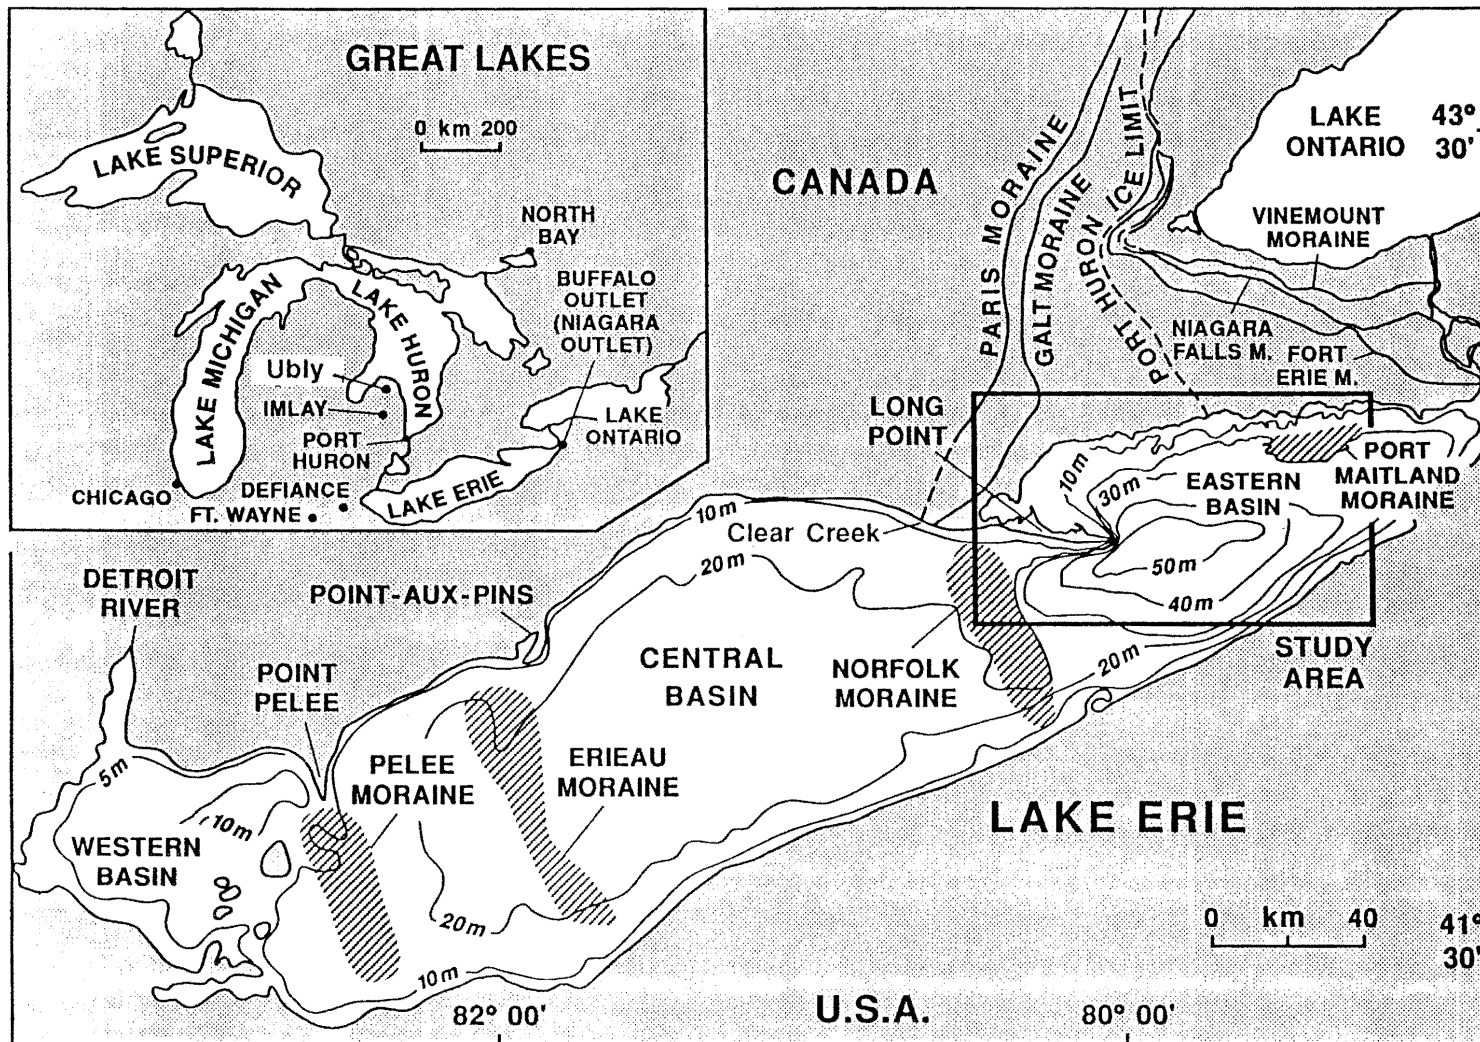 GREAT LAKES
0 km 200
LAKE SUPERIOR
NORTH
BAY
BUFFALO
OUTLET
(NIAGARA
OUTLET)
LAKE MICHIGAN
LAKE HURON
Ubly
IMLAY
PORT
HURON
LAKE
ONTARIO
CHICAGO
DEFIANCE
FT. WAYNE
LAKE ERIE
CANADA
PARIS MORAINE
GALT MORAINE
PORT HURON ICE LIMIT
LAKE
ONTARIO
43°
30'
VINEMOUNT
MORAINE
NIAGARA
FALLS M.
FORT
ERIE M.
LONG
POINT
10m
30m
EASTERN
BASIN
PORT
MAITLAND
MORAINE
50m
40m
20m
STUDY
AREA
10m
Clear Creek
20m
DETROIT
RIVER
POINT-AUX-PINS
POINT
PELEE
CENTRAL
BASIN
NORFOLK
MORAINE
5m
10m
PELEE
MORAINE
ERIEAU
MORAINE
WESTERN
BASIN
LAKE ERIE
20m
10m
0 km 40
41°
30'
82° 00'
U.S.A.
80° 00'